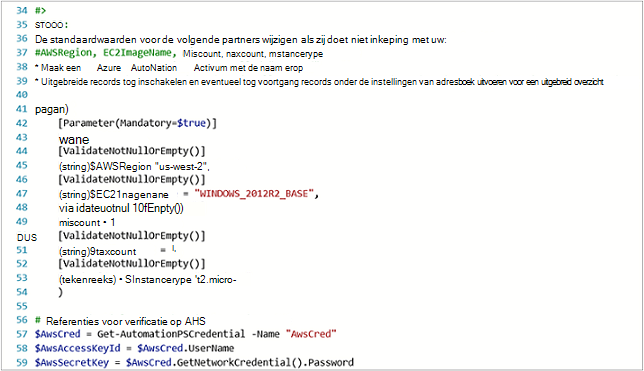 34 #>
35 STOOO:
36 De standaardwaarden voor de volgende partners wijzigen als zij doet niet inkeping met uw:
37 #AWSRegion, EC2ImageName, Miscount, naxcount, mstancerype
38 * Maak een Azure AutoNation Activum met de naam erop
39 * Uitgebreide records tog inschakelen en eventueel tog voortgang records onder de instellingen van adresboek uitvoeren voor een uitgebreid overzicht
40
41 pagan)
42 [Parameter(Mandatory=$true)]
43 wane
44 [ValidateNotNullOrEmpty()]
45 (string)$AWSRegion "us-west-2",
46 [ValidateNotNullOrEmpty()]
47 (string)$EC21nagenane = "WINDOWS_2012R2_BASE",
48 via idateuotnul 10fEnpty())
49 miscount • 1
DUS [ValidateNotNullOrEmpty()]
51 (string)9taxcount = 1,
52 [ValidateNotNullOrEmpty()]
53 (tekenreeks) • SInstancerype 't2.micro-
54 )
55
56 # Referenties voor verificatie op AHS
57 $AwsCred = Get-AutomationPSCredential -Name "AwsCred"
58 $AwsAccessKeyId = $AwsCred.UserName
59 $AwsSecretKey = $AwsCred.GetNetworkCredential().Password